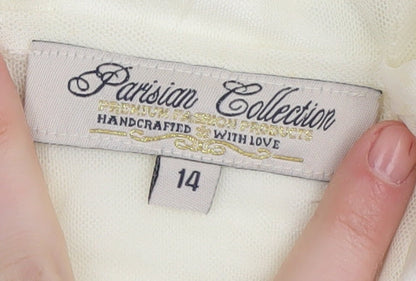 Parisian Collection
PREMIUM FASHION PRODUCTS
HANDCRAFTED WITH LOVE
14